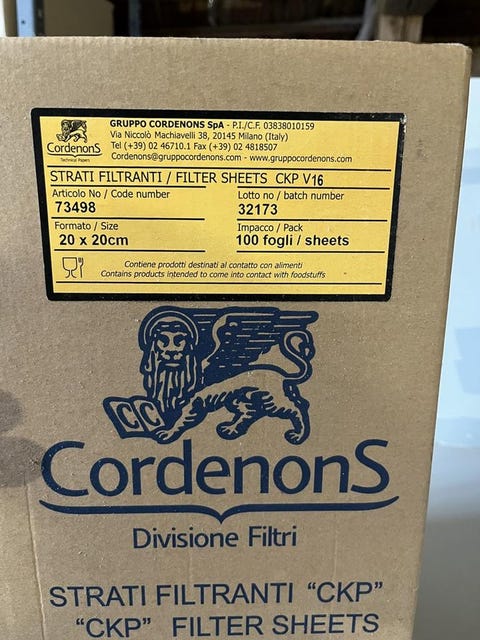 CordenonS
Technical Papers
GRUPPO CORDENONS SpA - P.I./C.F. 03838010159
Via Niccolò Machiavelli 38, 20145 Milano (Italy)
Tel (+39) 02 46710.1 Fax (+39) 02 4818507
Cordenons@gruppocordenons.com - www.gruppocordenons.com
STRATI FILTRANTI / FILTER SHEETS CKP V16
Articolo No / Code number
73498
Lotto no / batch number
32173
Formato / Size
20 x 20cm
Impacco / Pack
100 fogli / sheets
Contiene prodotti destinati al contatto con alimenti
Contains products intended to come into contact with foodstuffs
CC
CordenonS
Divisione Filtri
STRATI FILTRANTI “CKP”
“CKP” FILTER SHEETS